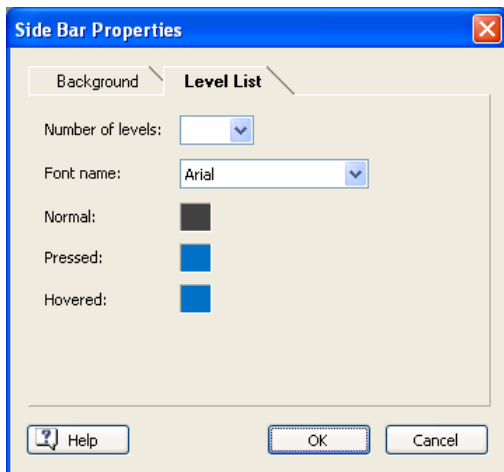 Side Bar Properties
Background Level List
Number of levels:
Font name: Arial
Normal:
Pressed:
Hovered:
Help OK Cancel